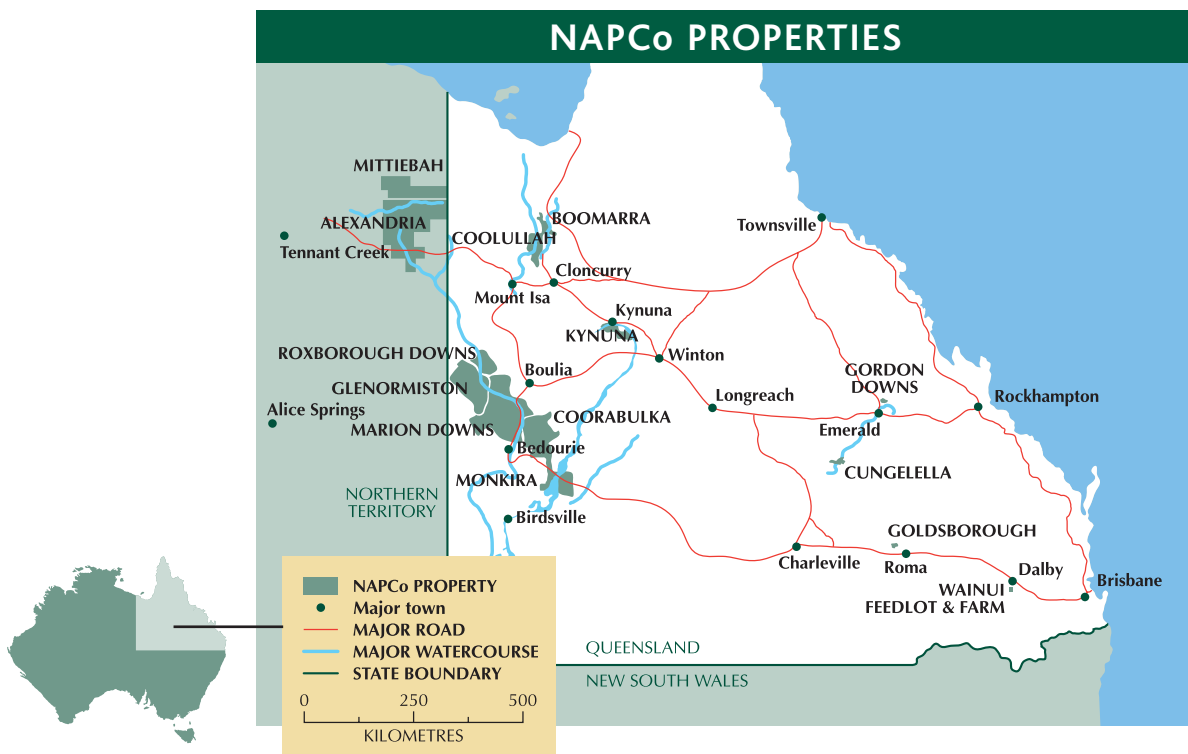 NAPCo PROPERTIES
MITTIEBAH
ALEXANDRIA
Tennant Creek
COOLULLAH
BOOMARRA
Townsville
Cloncurry
Mount Isa
Kynuna
KYNUNA
Winton
ROXBOROUGH DOWNS
Boulia
GLENORMISTON
GORDON
DOWNS
Longreach
Rockhampton
Alice Springs
COORABULKA
MARION DOWNS
Emerald
Bedourie
CUNGELELLA
MONKIRA
NORTHERN
TERRITORY
Birdsville
GOLDSBOROUGH
Charleville
Roma
Dalby
Brisbane
WAINUI
FEEDLOT & FARM
NAPCo PROPERTY
Major town
MAJOR ROAD
MAJOR WATERCOURSE
STATE BOUNDARY
0 250 500
KILOMETRES
QUEENSLAND
NEW SOUTH WALES